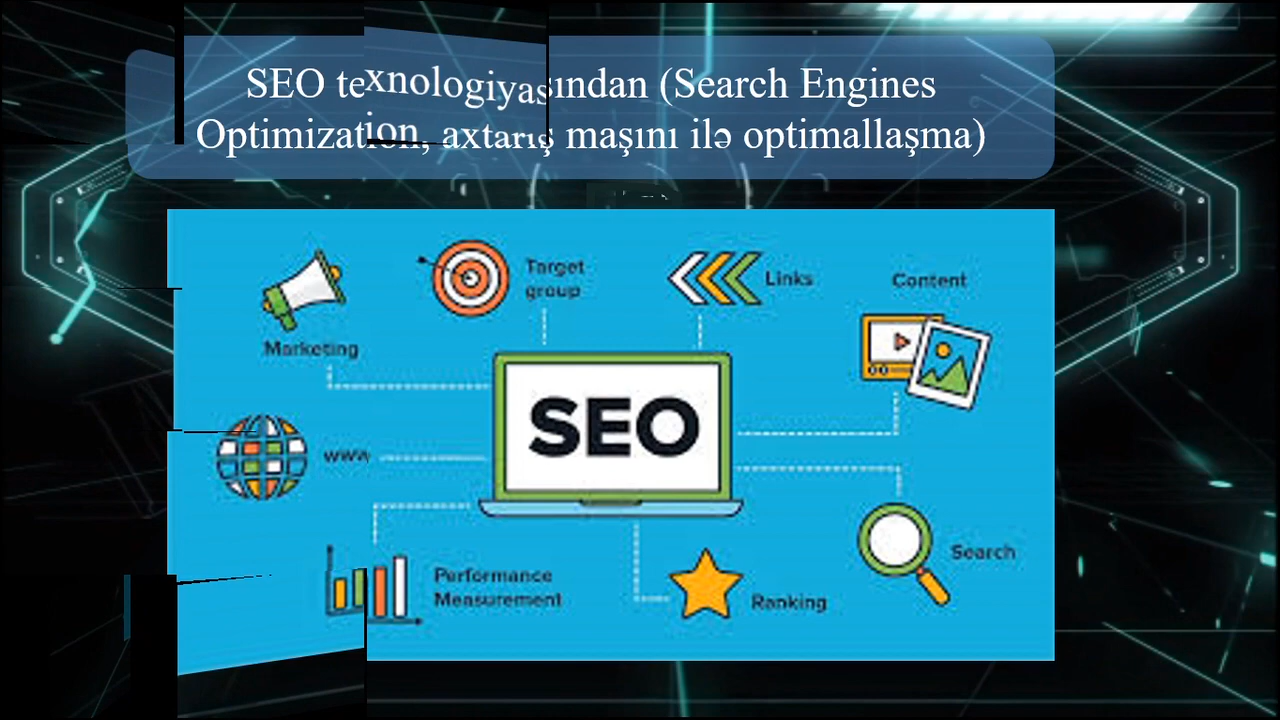 SEO texnologiyasından (Search Engines
Optimization, axtarış maşını ilə optimallaşma)
Target
group
Links
Content
Marketing
SEO
www
Search
Performance
Measurement
Ranking